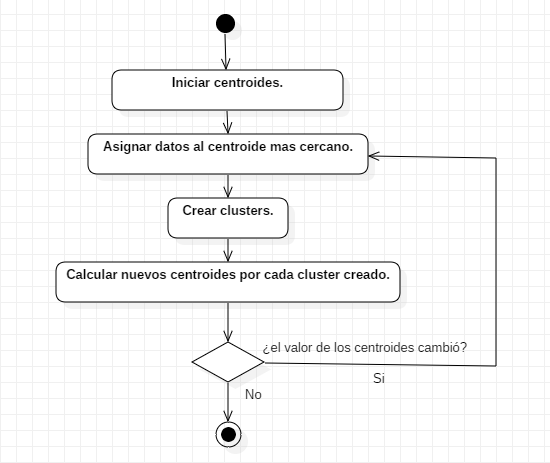 Iniciar centroides.
Asignar datos al centroide mas cercano.
Crear clusters.
Calcular nuevos centroides por cada cluster creado.
¿el valor de los centroides cambió?
Si
No